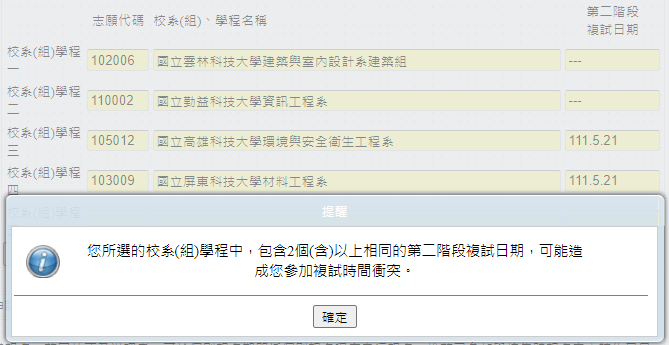 志願代碼 校系(組)、學程名稱 第二階段
複試日期
校系(組)學程
一 102006 國立雲林科技大學建築與室內設計系建築組 ---
校系(組)學程
二 110002 國立勤益科技大學資訊工程系 ---
校系(組)學程
三 105012 國立高雄科技大學環境與安全衛生工程系 111.5.21
校系(組)學程
四 103009 國立屏東科技大學材料工程系 111.5.21
提醒
校系(組)學程
您所選的校系(組)學程中，包含2個(含)以上相同的第二階段複試日期，可能造
成您參加複試時間衝突。
確定